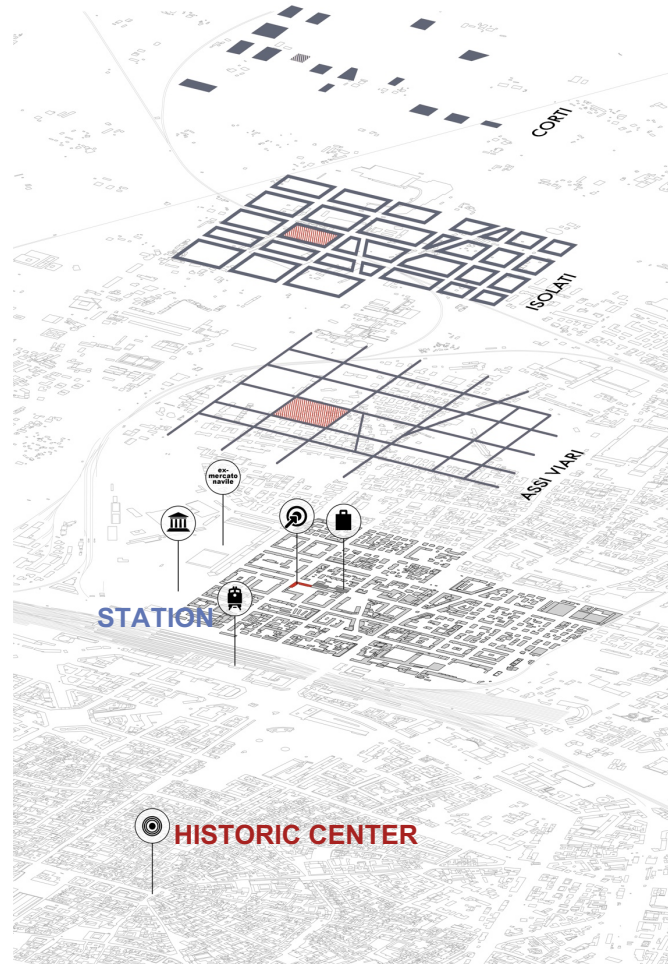 CORTI
ISOLATI
ASSI VIARI
ex-
mercato
navile
STATION
HISTORIC CENTER